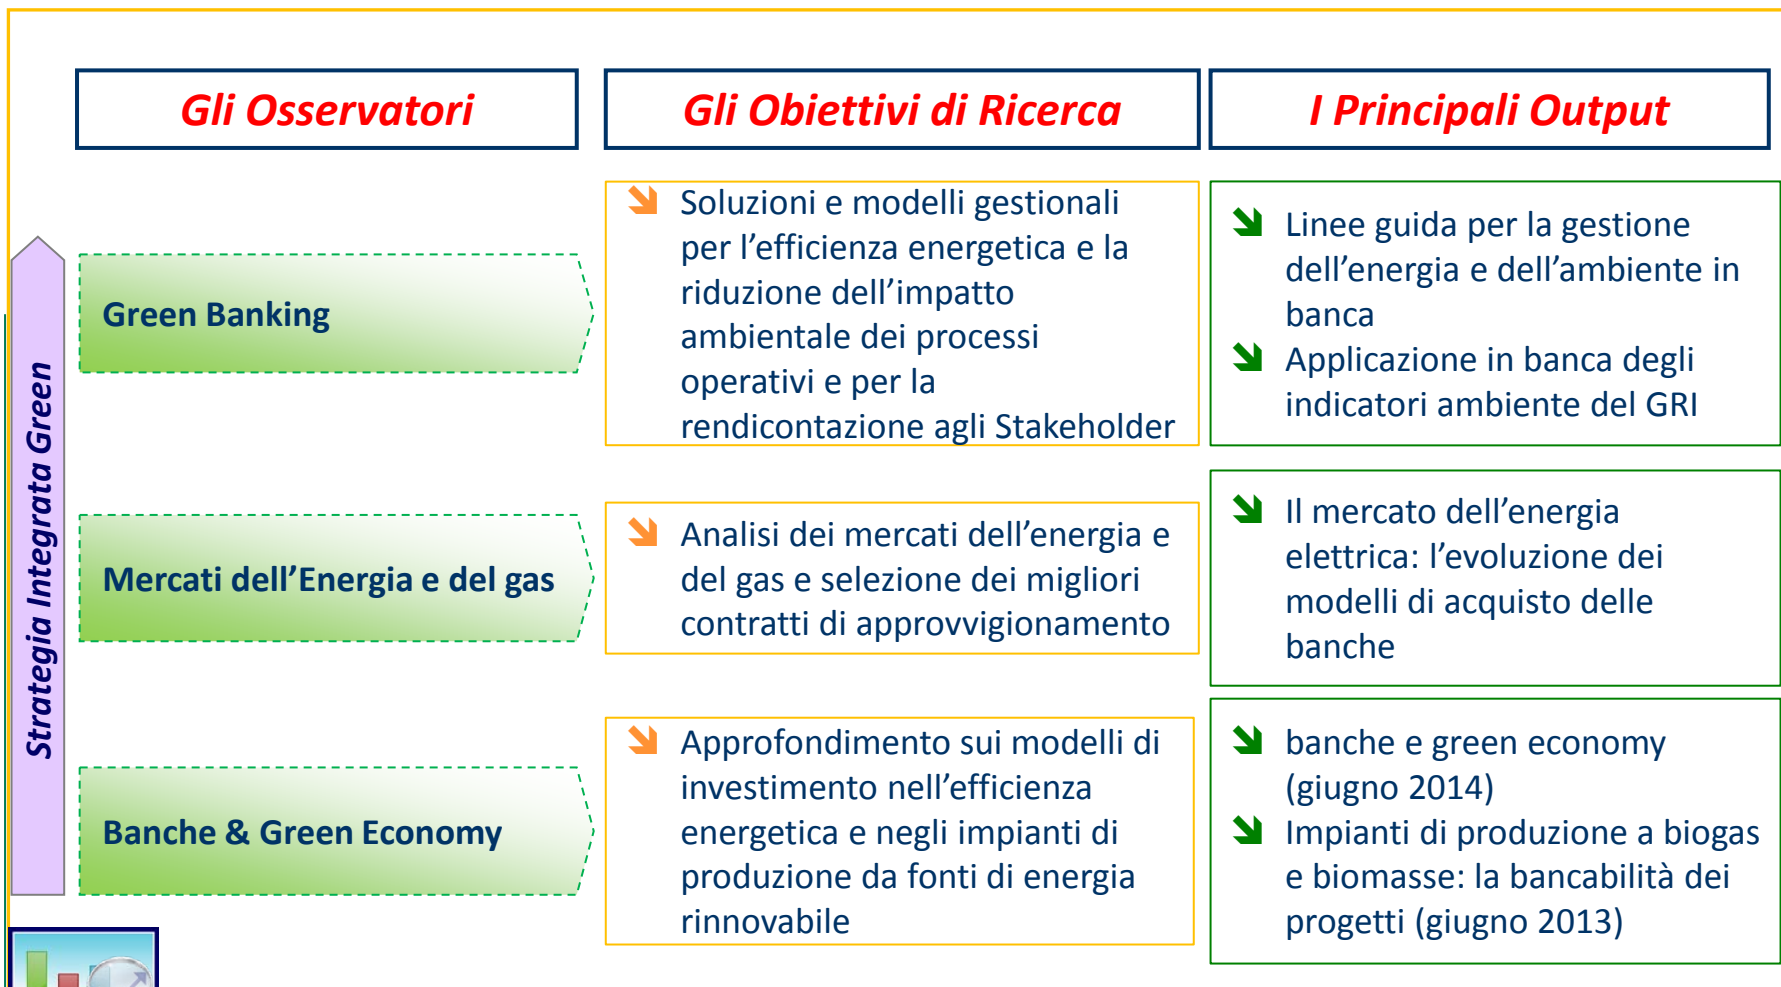 Gli Osservatori
Gli Obiettivi di Ricerca
I Principali Output
Strategia Integrata Green
Green Banking
Soluzioni e modelli gestionali
per l’efficienza energetica e la
riduzione dell’impatto
ambientale dei processi
operativi e per la
rendicontazione agli Stakeholder
Linee guida per la gestione
dell’energia e dell’ambiente in
banca
Applicazione in banca degli
indicatori ambiente del GRI
Mercati dell’Energia e del gas
Analisi dei mercati dell’energia e
del gas e selezione dei migliori
contratti di approvvigionamento
Il mercato dell’energia
elettrica: l’evoluzione dei
modelli di acquisto delle
banche
Banche & Green Economy
Approfondimento sui modelli di
investimento nell’efficienza
energetica e negli impianti di
produzione da fonti di energia
rinnovabile
banche e green economy
(giugno 2014)
Impianti di produzione a biogas
e biomasse: la bancabilità dei
progetti (giugno 2013)